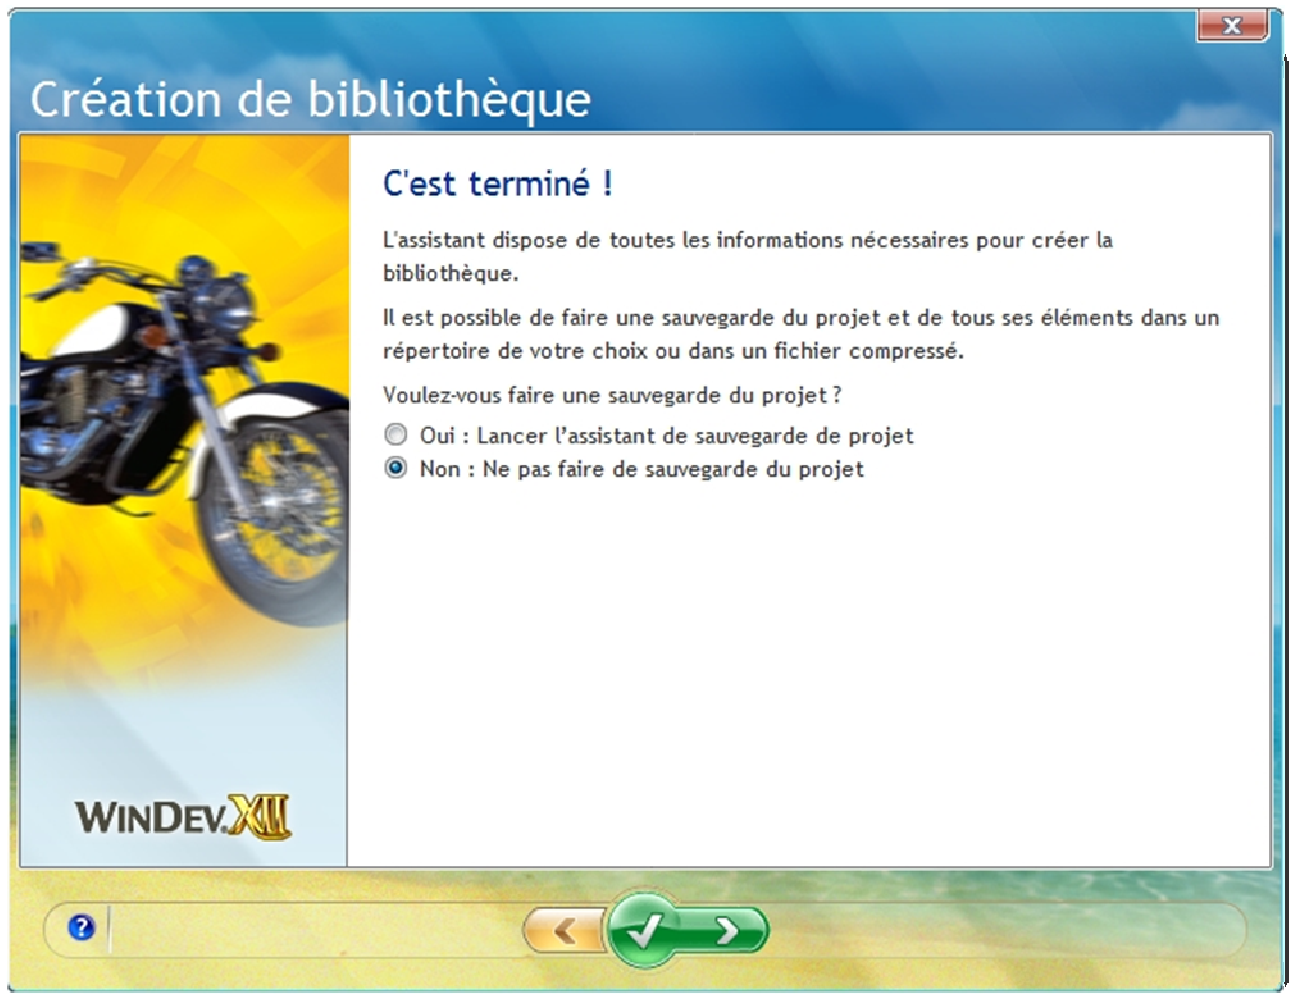 x
Création de bibliothèque
C'est terminé !
L'assistant dispose de toutes les informations nécessaires pour créer la
bibliothèque.
Il est possible de faire une sauvegarde du projet et de tous ses éléments dans un
répertoire de votre choix ou dans un fichier compressé.
Voulez-vous faire une sauvegarde du projet ?
Oui : Lancer l’assistant de sauvegarde de projet
Non : Ne pas faire de sauvegarde du projet
WINDEV.XII
?